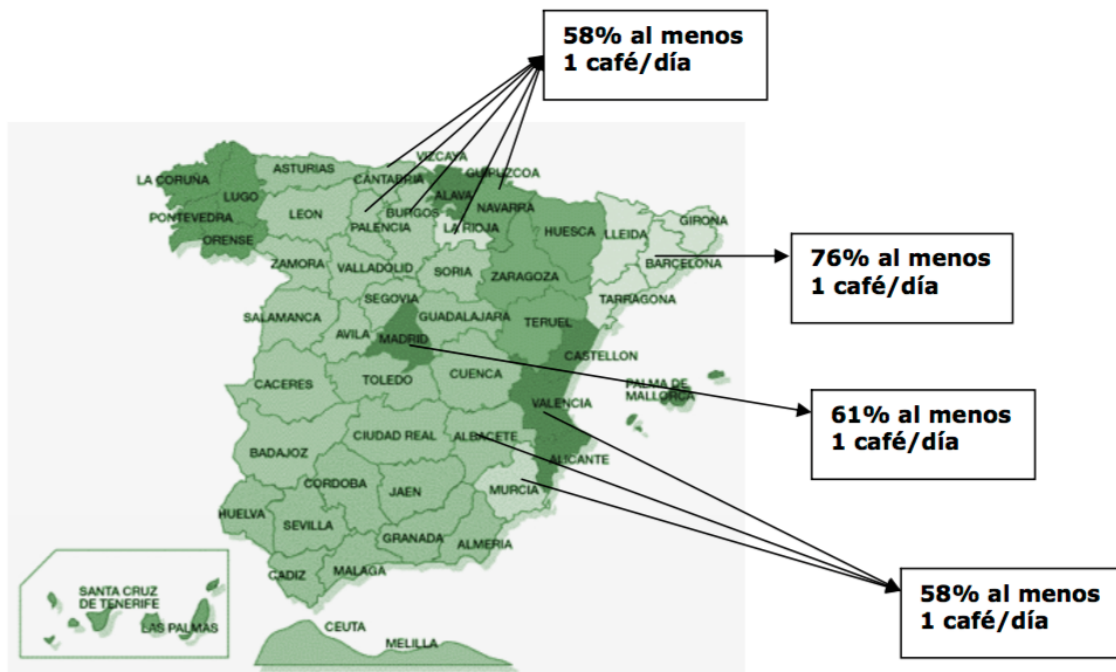 58% al menos
1 café/día
VIZCAYA
ASTURIAS
GUIPUZCOA
CANTABRIA
LA CORUÑA
LUGO
ALAVA
NAVARRA
PONTEVEDRA
LEON
BURGOS
PALENCIA
LA RIOJA
HUESCA
LLEIDA
GIRONA
ORENSE
ZAMORA
VALLADOLID
SORIA
ZARAGOZA
BARCELONA
76% al menos
1 café/día
TARRAGONA
SEGOVIA
SALAMANCA
GUADALAJARA
TERUEL
AVILA
MADRID
CASTELLON
CACERES
TOLEDO
CUENCA
PALMA DE
MALLORCA
VALENCIA
61% al menos
1 café/día
CIUDAD REAL
ALBACETE
BADAJOZ
ALICANTE
CORDOBA
JAEN
MURCIA
HUELVA
SEVILLA
GRANADA
ALMERIA
CADIZ
MALAGA
58% al menos
1 café/día
SANTA CRUZ
DE TENERIFE
LAS PALMAS
CEUTA
MELILLA